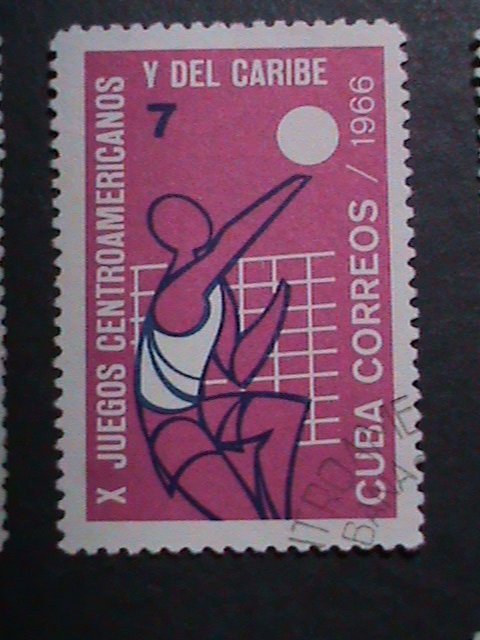 X JUEGOS CENTROAMERICANOS
Y DEL CARIBE
7
CUBA CORREOS / 1966